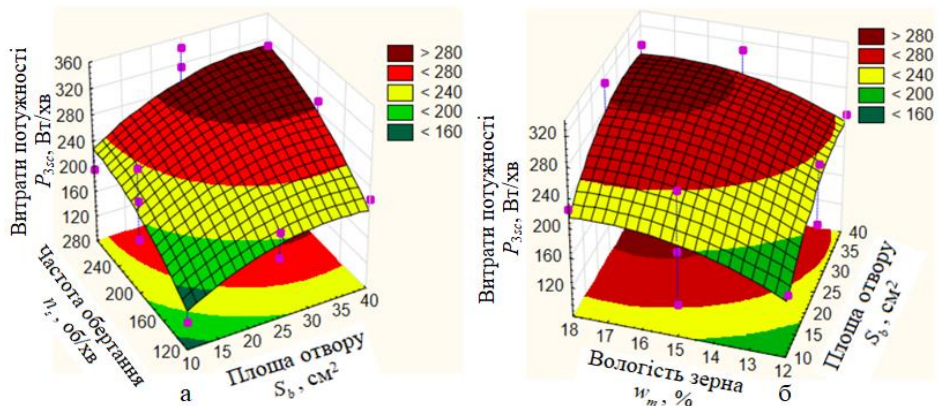 Витрати потужності
P3sc, Вт/хв
360
320
280
240
200
160
120
280
240
200
160
120
Частота обертання
nz, об/хв
10 15 20 25 30 35 40
Площа отвору
Sb, см2
а
> 280
< 280
< 240
< 200
< 160
Витрати потужності
P3sc, Вт/хв
320
280
240
200
160
120
18 17 16 15 14 13 12
Вологість зерна
wm, %
б
10
15
20
25
30
35
40
Площа отвору
Sb, см2
> 280
< 280
< 240
< 200
< 160